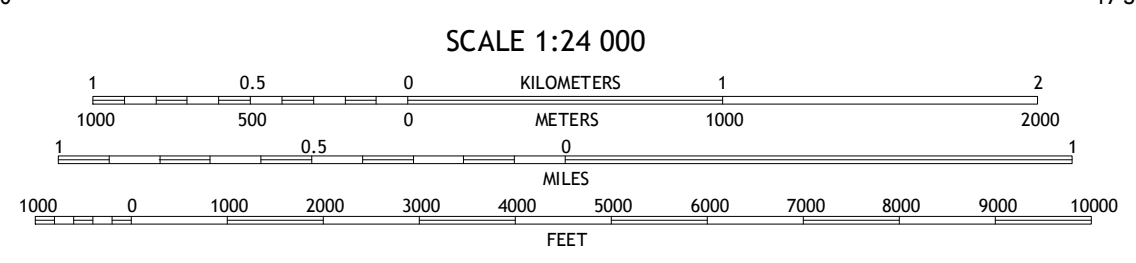 SCALE 1:24 000
1 0.5 0 KILOMETERS 1 2
1000 500 0 METERS 1000 2000
1 0.5 0 1
MILES
1000 0 1000 2000 3000 4000 5000 6000 7000 8000 9000 10000
FEET